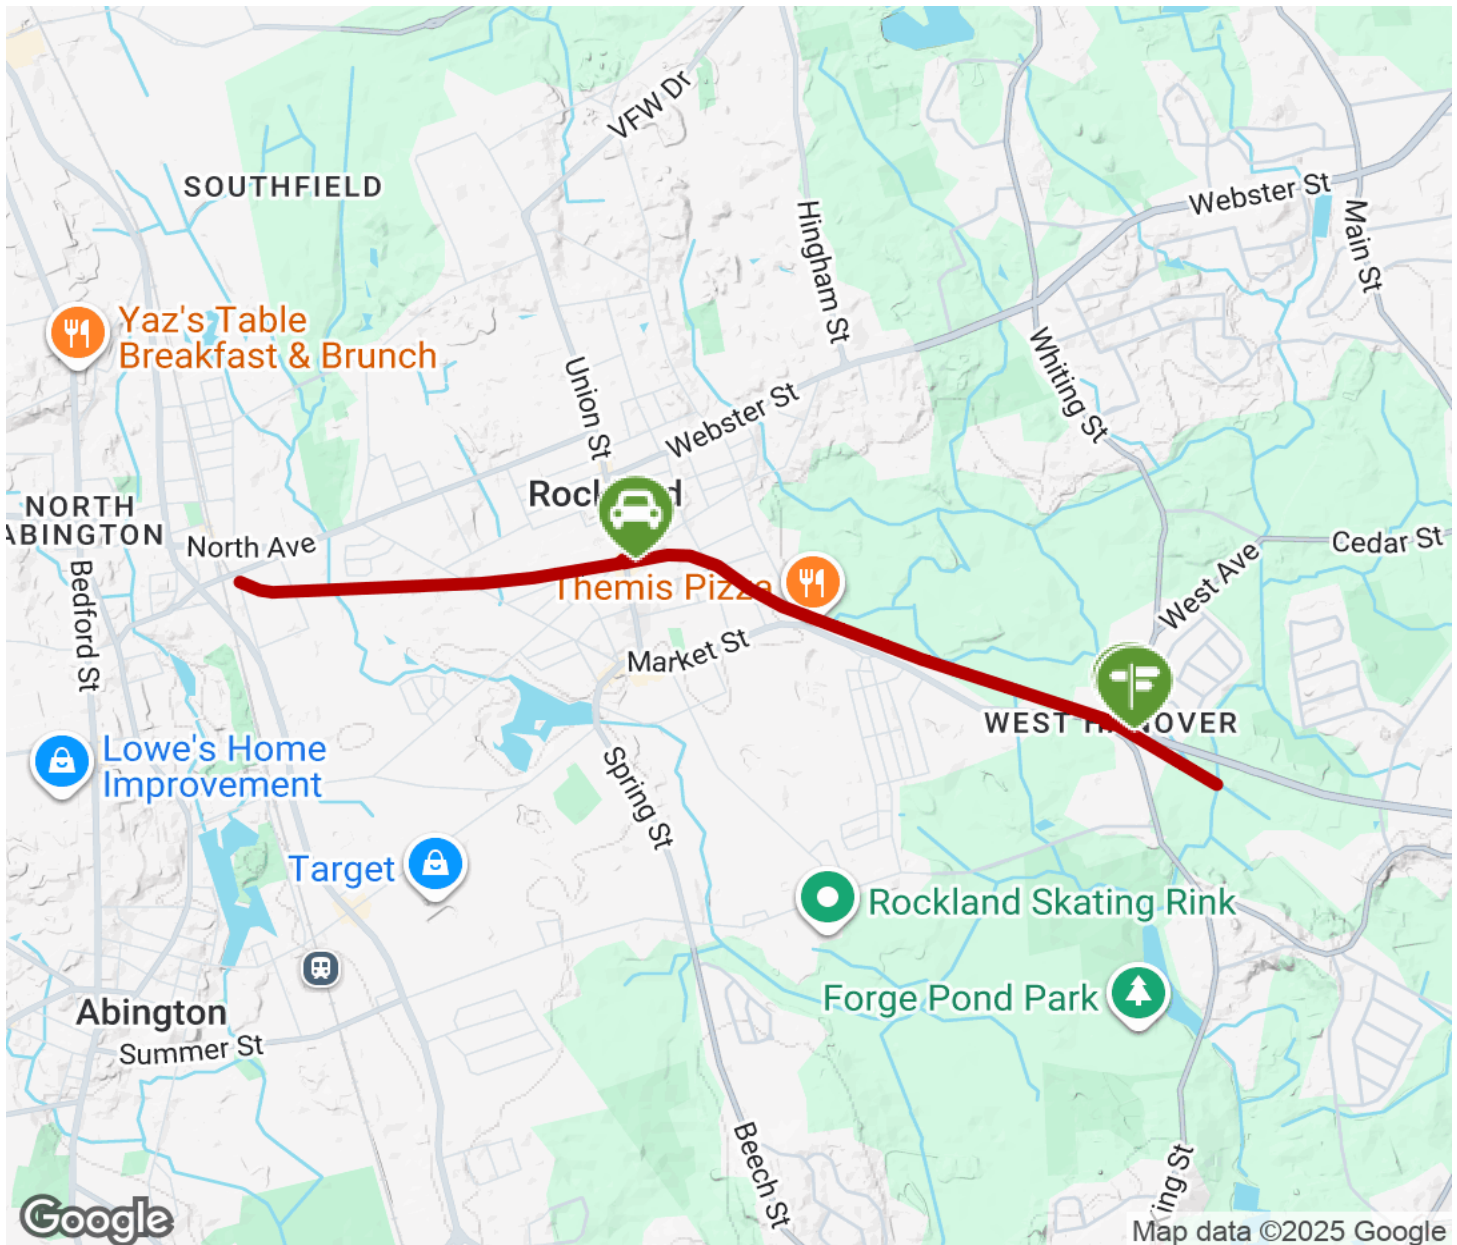 VFW Dr
SOUTHFIELD
Webster St
Main St
Hingham St
Yaz's Table
Breakfast & Brunch
Whiting St
Union St
Webster St
NORTH
ABINGTON
North Ave
Cedar St
West Ave
Themis Pizza
Bedford St
Market St
WEST
Lowe's Home
Improvement
Spring St
Target
Rockland Skating Rink
Forge Pond Park
Abington
Summer St
Beech St
Google
Map data ©2025 Google